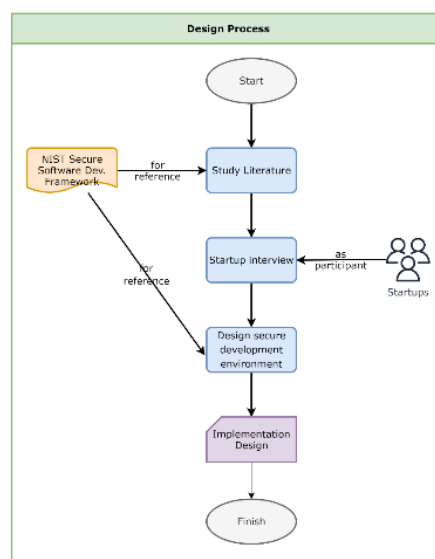 Design Process
Start
NIST Secure
Software Dev.
Framework
for
reference
Study Literature
Startup interview
as
participant
Startups
for
reference
Design secure
development
environment
Implementation
Design
Finish